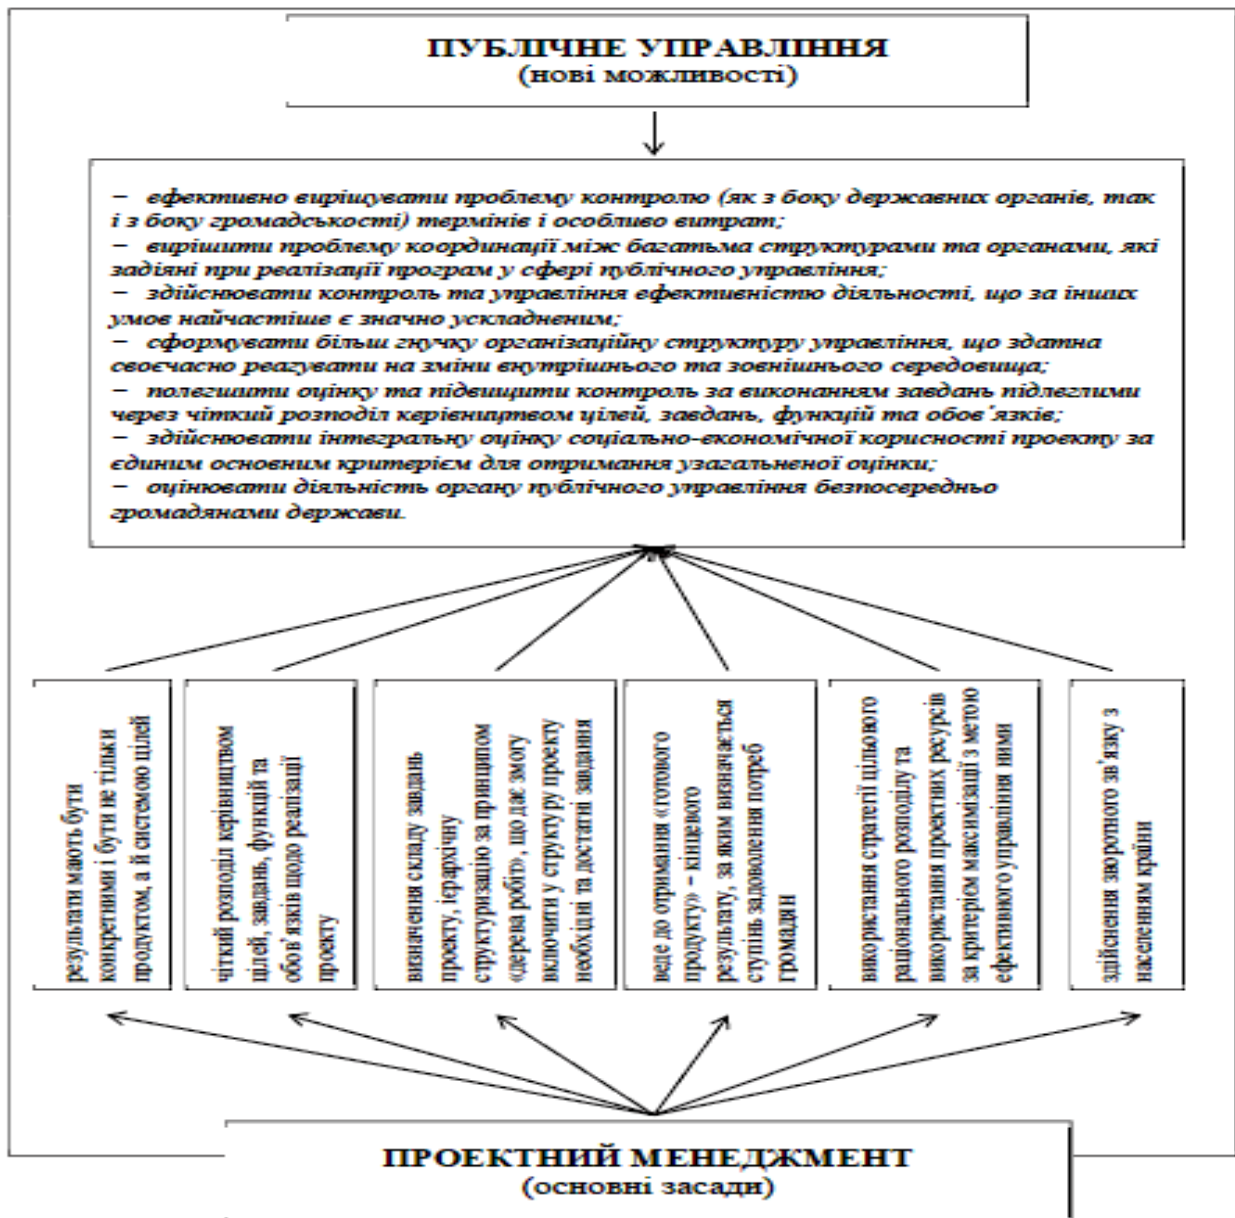 ПУБЛІЧНЕ УПРАВЛІННЯ
(нові можливості)
– ефективно виріщувати проблему контролю (як з боку державних органів, так
і з боку громадськості) термінів і особливо витрат;
– вирішити проблему координації між багатьма структурами та органами, які
задіяні при реалізації програм у сфері публічного управління;
– здійснювати контроль та управління ефективністю діяльності, що за інших
умов найчастіше є значно ускладненим;
– сформувати більш гнучку організаційну структуру управління, що здатна
своєчасно реагувати на зміни внутрішнього та зовнішнього середовища;
– полегшити оцінку та підвищити контроль за виконанням завдань підлеглими
через чіткий розподіл керівництвом цілей, завдань, функцій та обов'язків;
– здійснювати інтегральну оцінку соціально-економічної корисності проекту за
єдиним основним критерієм для отримання узагальненої оцінки;
– оцінювати діяльність органу публічного управління безпосередньо
громадянами держави.
результати мають бути
конкретними і бути не тільки
продуктом, а й системою цілей
чіткий розподіл керівництвом
цілей, завдань, функцій та
обов'язків щодо реалізації
проекту
визначення складу завдань
проекту, ієрархічну
структуризацію за принципом
«дерева робіт», що дає змогу
включити у структуру проекту
необхідні та достатні завдання
веде до отримання «готового
продукту» – кінцевого
результату, за яким визначається
ступінь задоволення потреб
громадян
використання стратегії цільового
раціонального розподілу та
використання проектних ресурсів
за критерієм максимізації з метою
ефективного управління ними
здійснення зворотного зв'язку з
населенням країни
ПРОЕКТНИЙ МЕНЕДЖМЕНТ
(основні засади)